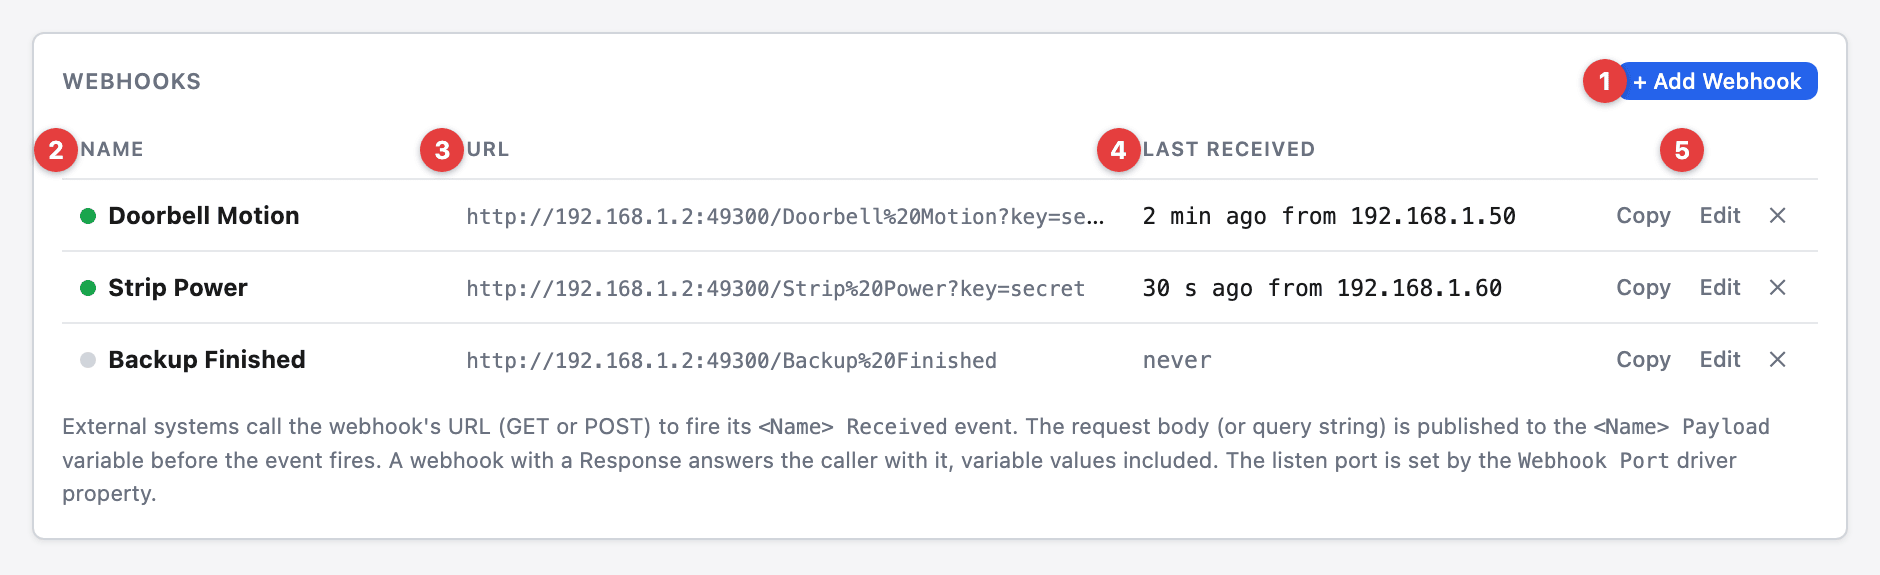 WEBHOOKS
1 + Add Webhook
2 NAME 3 URL 4 LAST RECEIVED 5
Doorbell Motion http://192.168.1.2:49300/Doorbell%20Motion?key=se... 2 min ago from 192.168.1.50 Copy Edit ×
Strip Power http://192.168.1.2:49300/Strip%20Power?key=secret 30 s ago from 192.168.1.60 Copy Edit ×
Backup Finished http://192.168.1.2:49300/Backup%20Finished never Copy Edit ×
External systems call the webhook's URL (GET or POST) to fire its <Name> Received event. The request body (or query string) is published to the <Name> Payload
variable before the event fires. A webhook with a Response answers the caller with it, variable values included. The listen port is set by the Webhook Port driver
property.